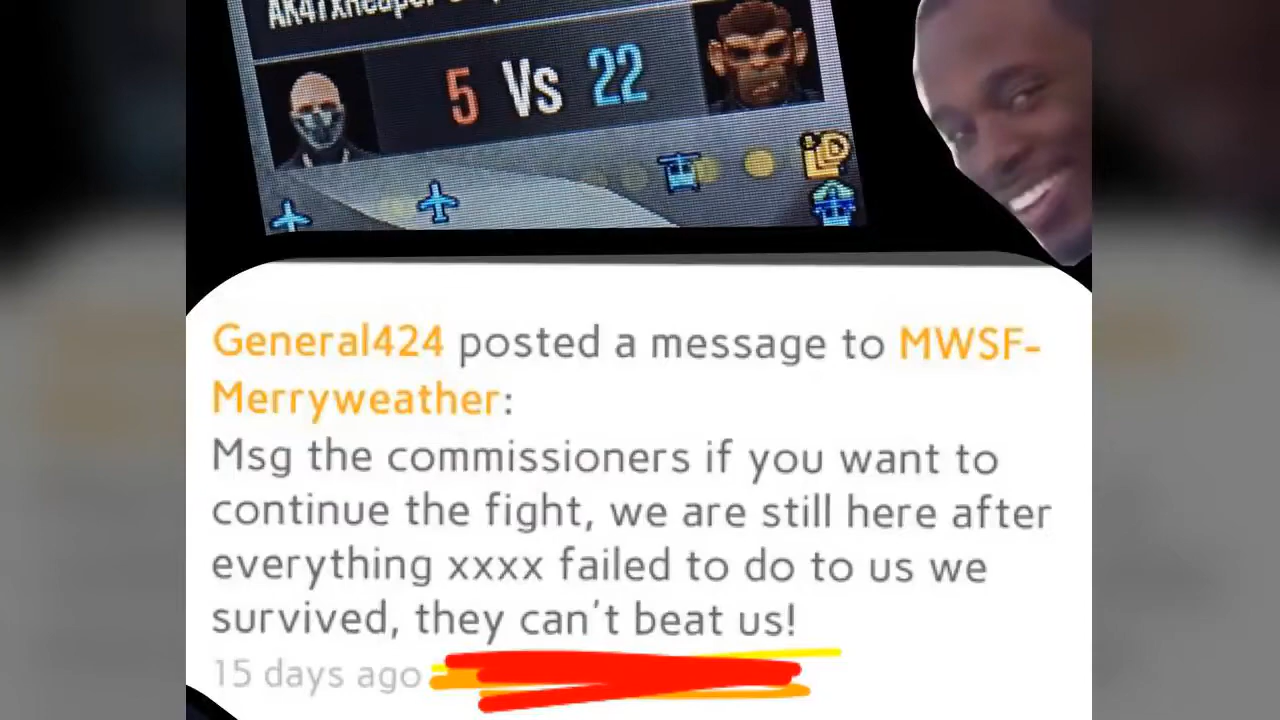 5 Vs 22
General424 posted a message to MWSF-
Merryweather:
Msg the commissioners if you want to
continue the fight, we are still here after
everything xxxx failed to do to us we
survived, they can't beat us!
15 days ago